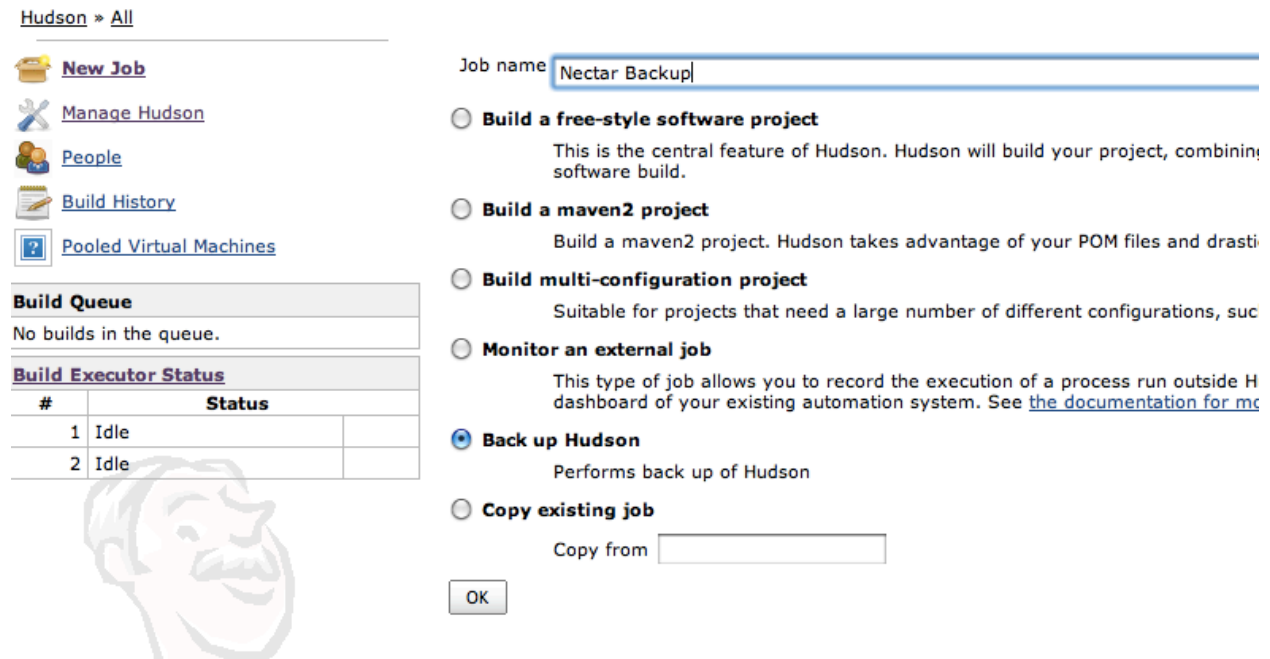 Hudson » All
New Job
Manage Hudson
People
Build History
Pooled Virtual Machines
Build Queue
No builds in the queue.
Build Executor Status
# Status
1 Idle
2 Idle
Job name Nectar Backup
Build a free-style software project
This is the central feature of Hudson. Hudson will build your project, combining
software build.
Build a maven2 project
Build a maven2 project. Hudson takes advantage of your POM files and drasti
Build multi-configuration project
Suitable for projects that need a large number of different configurations, suc
Monitor an external job
This type of job allows you to record the execution of a process run outside H
dashboard of your existing automation system. See the documentation for mo
Back up Hudson
Performs back up of Hudson
Copy existing job
Copy from
OK